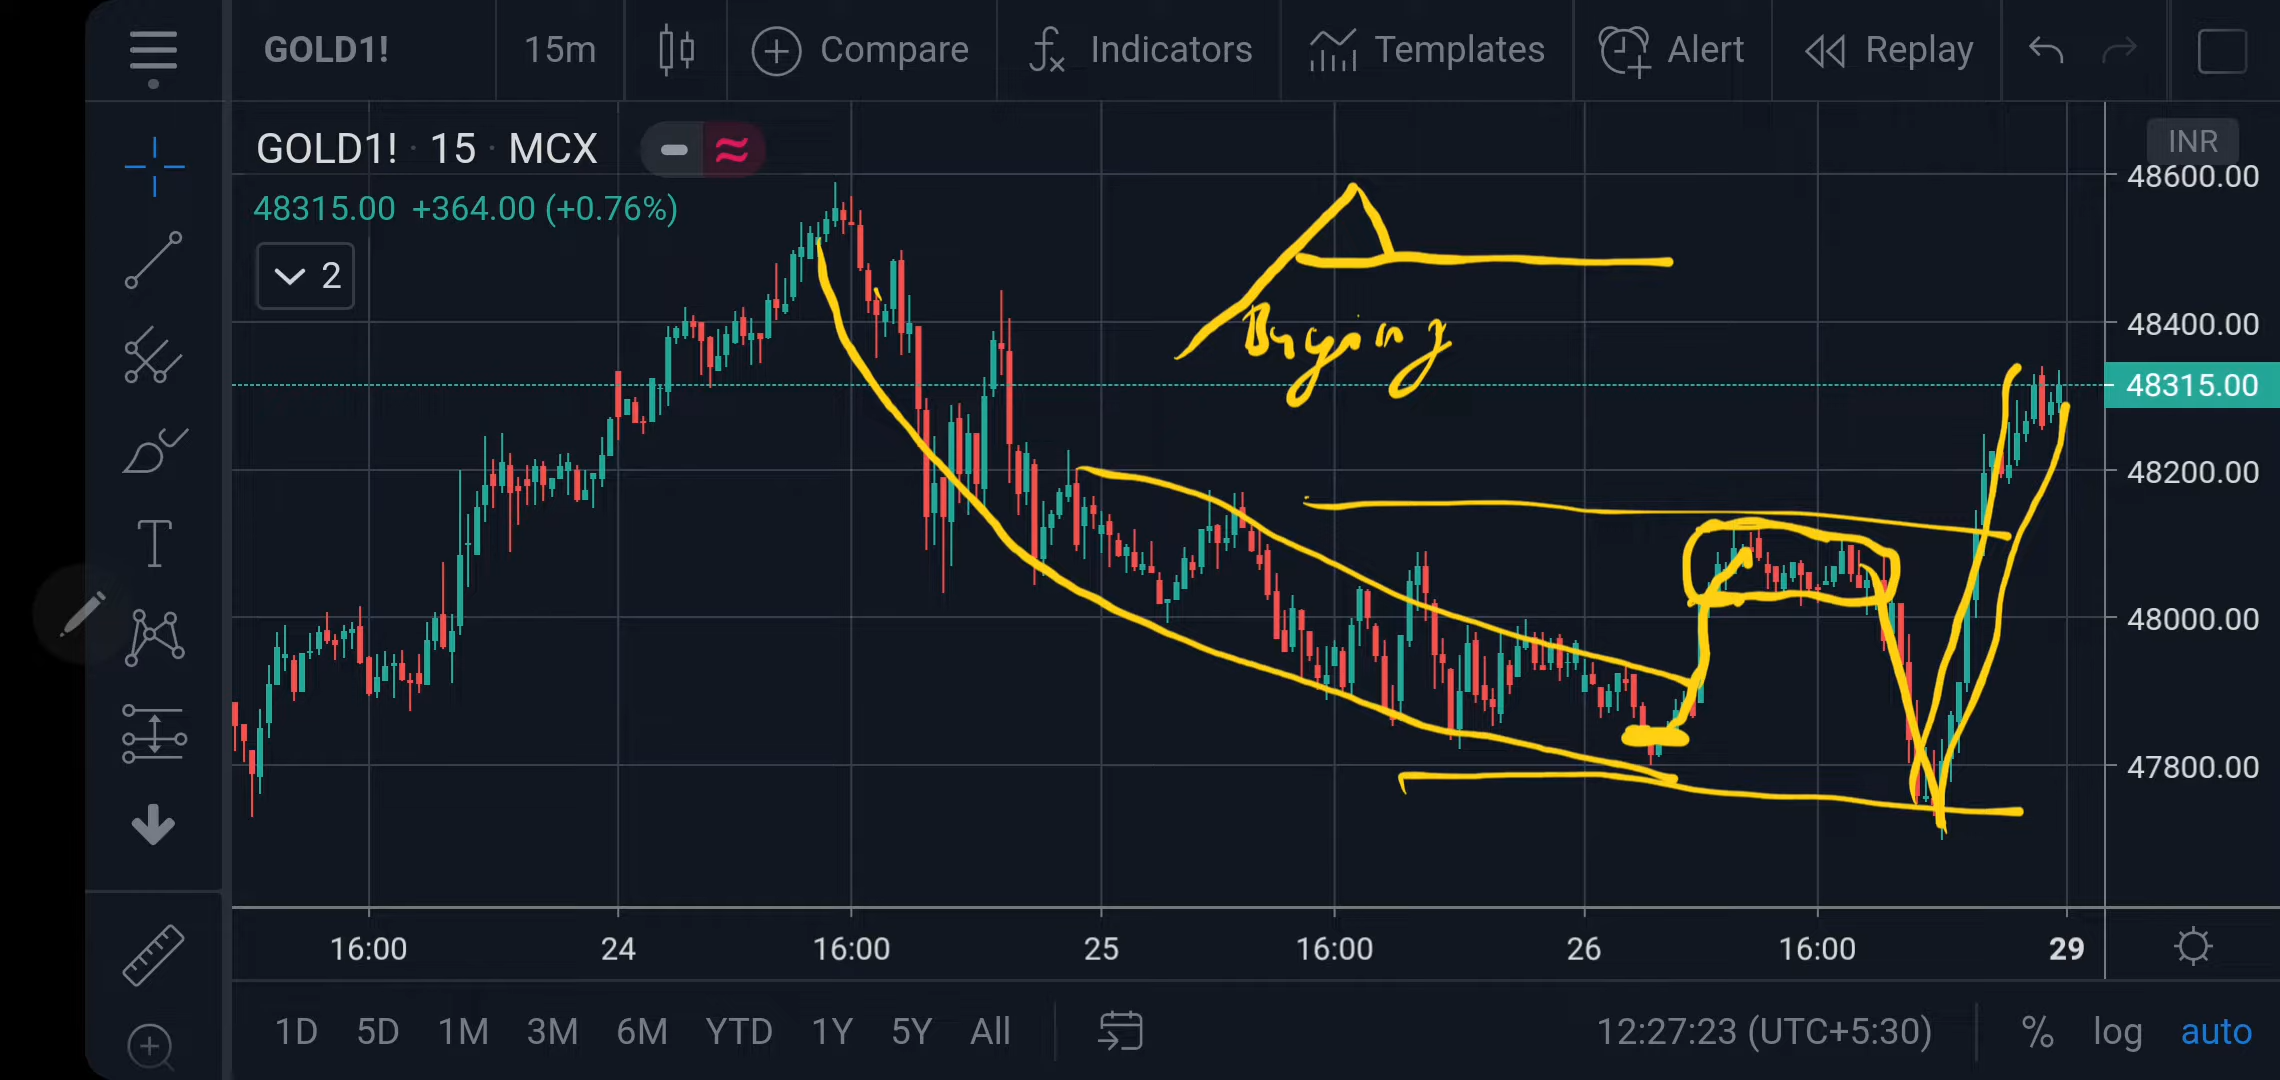 GOLD1! 15m Compare Indicators Templates Alert Replay
GOLD1! · 15 · MCX
INR
48315.00 +364.00 (+0.76%)
2
48600.00
48400.00
48315.00
48200.00
48000.00
47800.00
16:00 24 16:00 25 16:00 26 16:00 29
1D 5D 1M 3M 6M YTD 1Y 5Y All 12:27:23 (UTC+5:30) % log auto